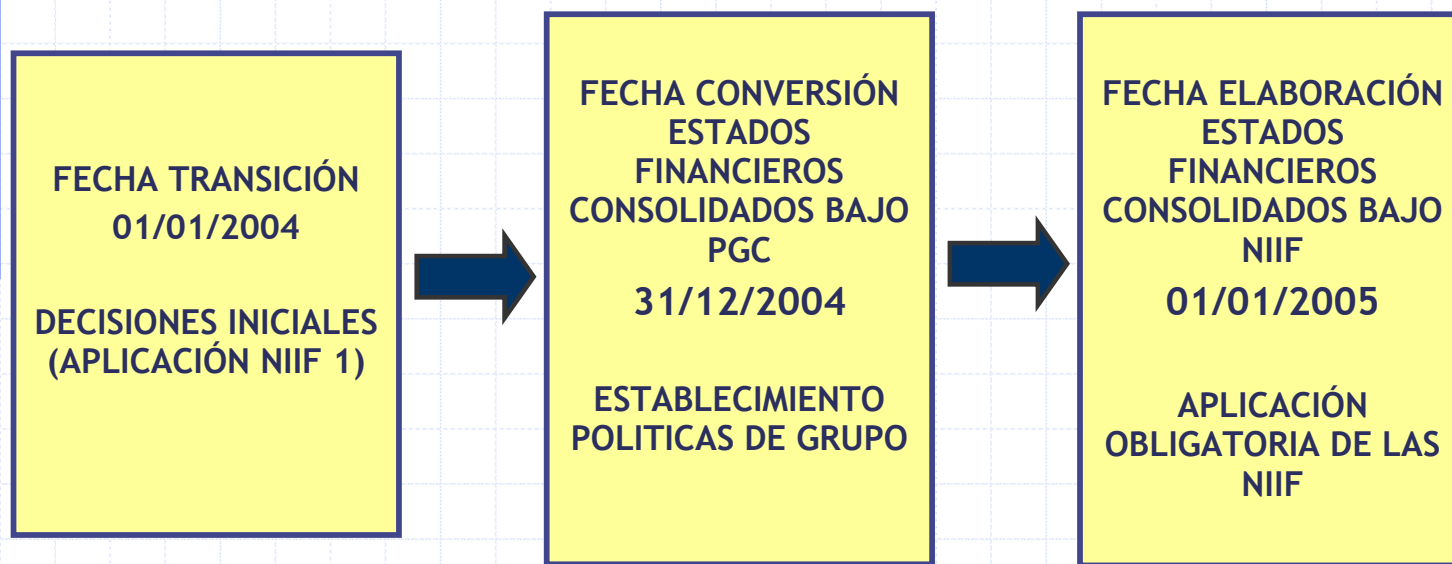 FECHA TRANSICIÓN
01/01/2004
DECISIONES INICIALES
(APLICACIÓN NIIF 1)
FECHA CONVERSIÓN
ESTADOS
FINANCIEROS
CONSOLIDADOS BAJO
PGC
31/12/2004
ESTABLECIMIENTO
POLITICAS DE GRUPO
FECHA ELABORACIÓN
ESTADOS
FINANCIEROS
CONSOLIDADOS BAJO
NIIF
01/01/2005
APLICACIÓN
OBLIGATORIA DE LAS
NIIF